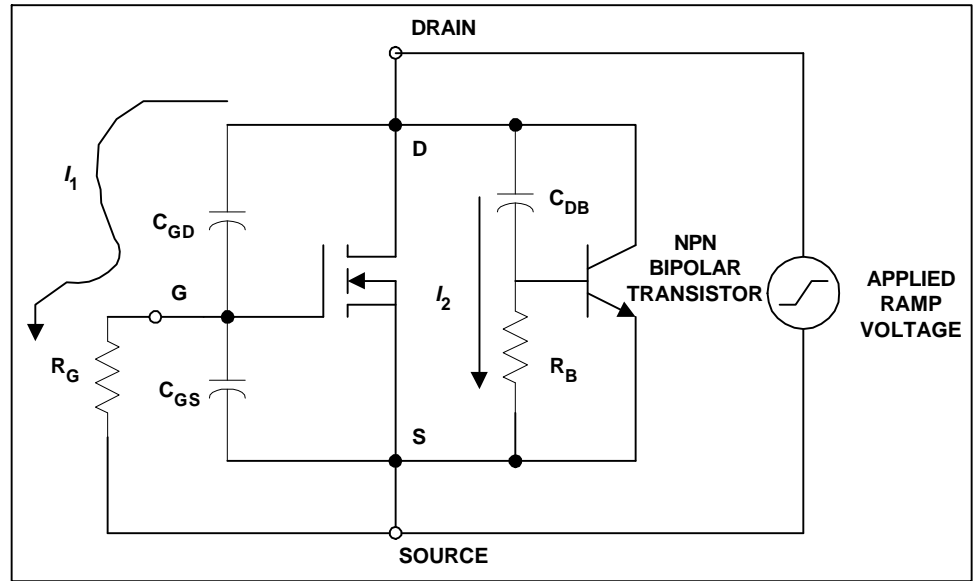 DRAIN
D
I1
CGD
CDB
NPN
BIPOLAR
TRANSISTOR
APPLIED
RAMP
VOLTAGE
G
I2
RG
CGS
RB
S
SOURCE